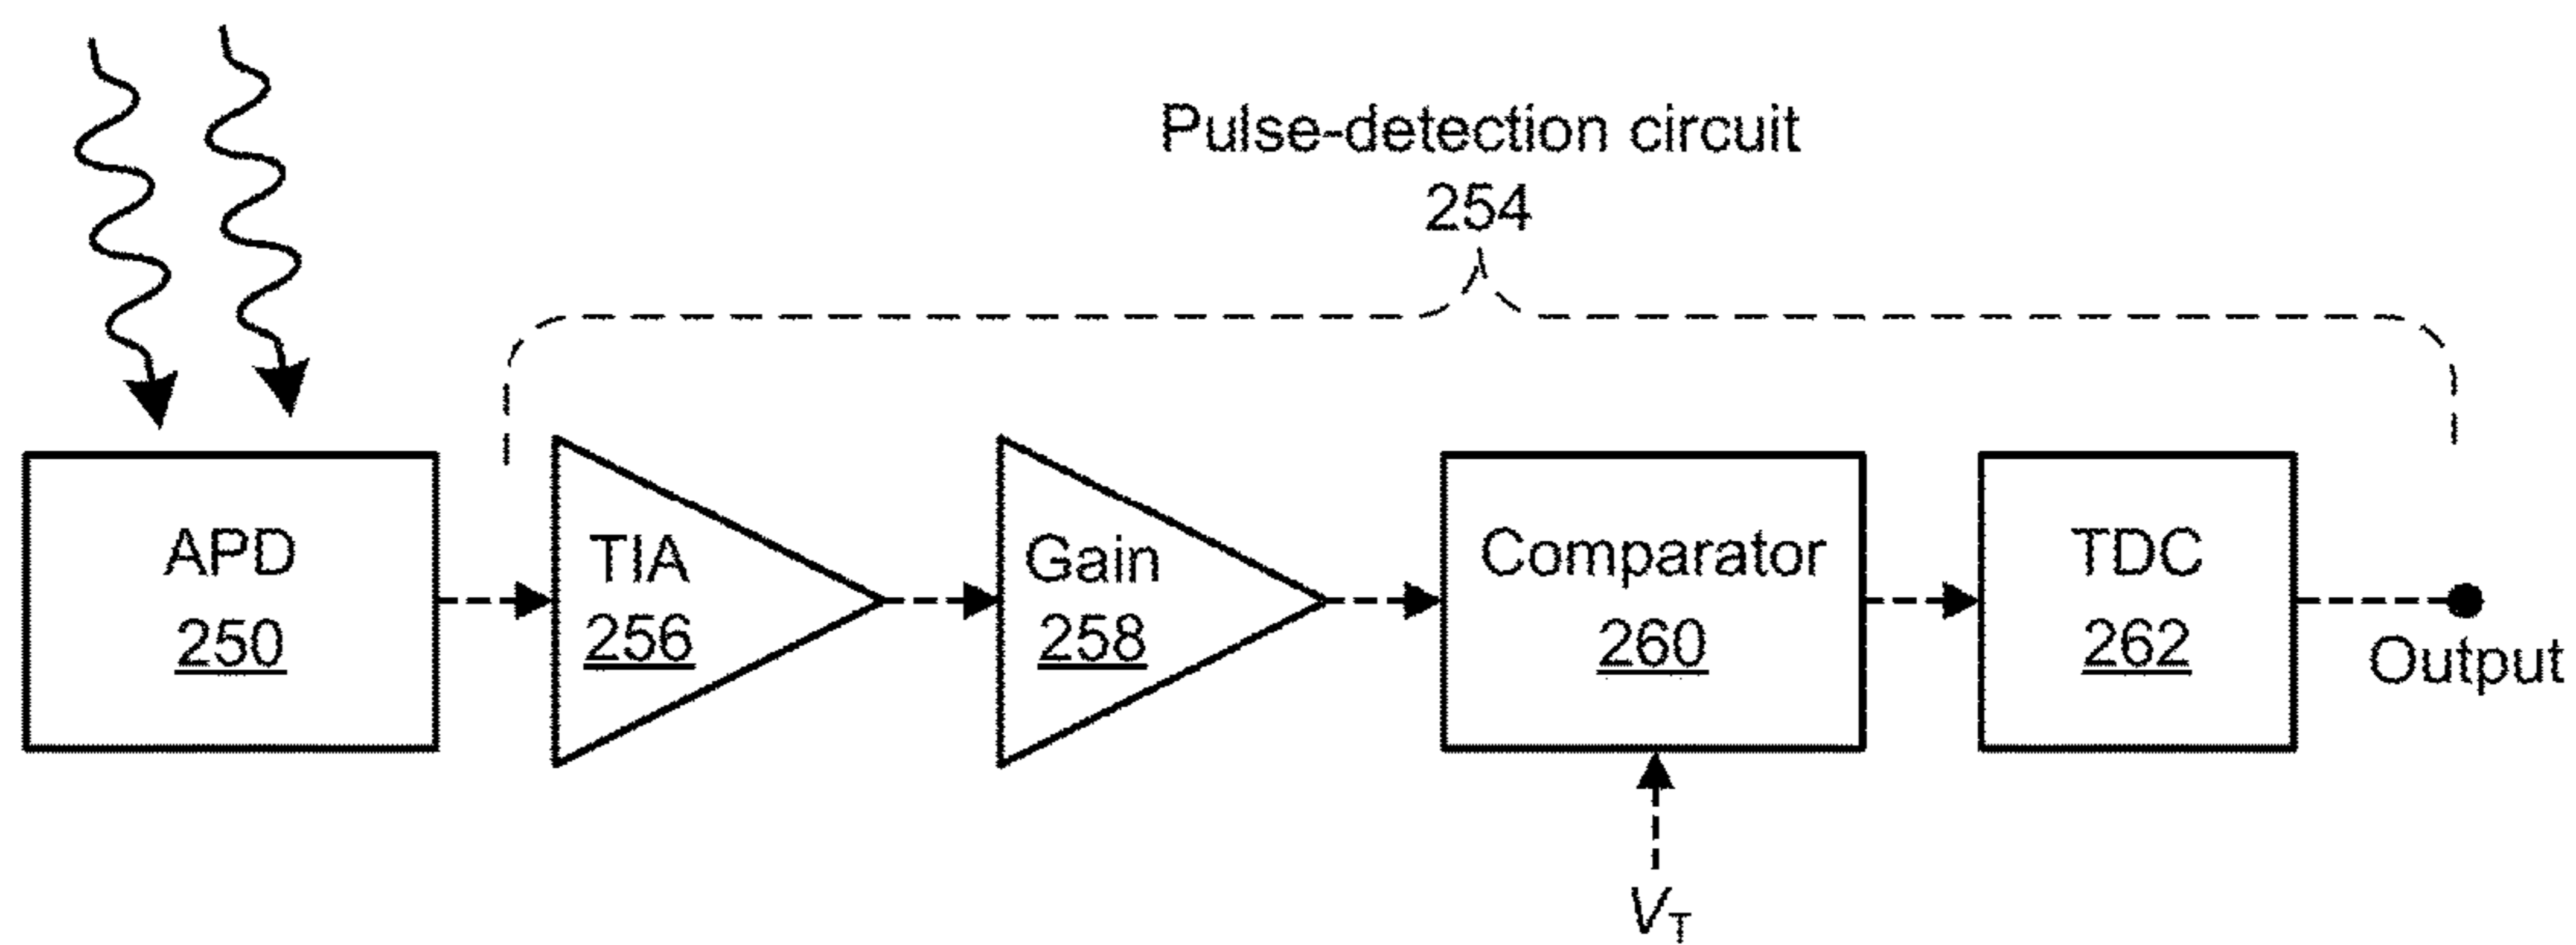 Pulse-detection circuit
254
APD
250
TIA
256
Gain
258
Comparator
260
TDC
262
Output
VT